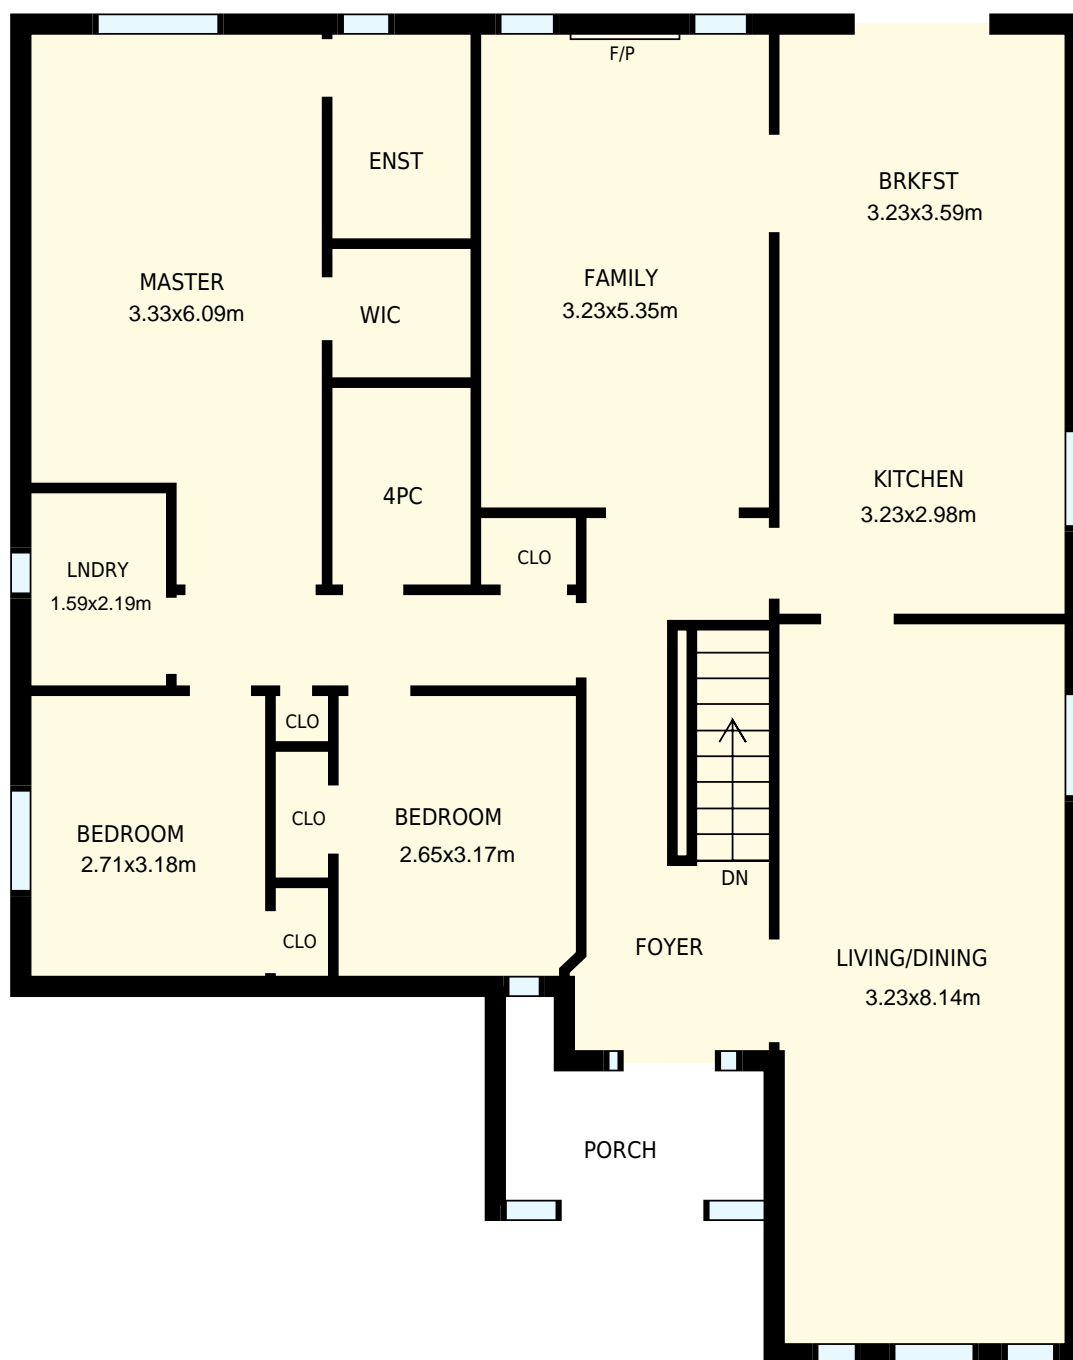 F/P
ENST
BRKFST
3.23x3.59m
MASTER
3.33x6.09m
FAMILY
3.23x5.35m
WIC
4PC
KITCHEN
3.23x2.98m
CLO
LNDRY
1.59x2.19m
CLO
CLO
BEDROOM
2.65x3.17m
BEDROOM
2.71x3.18m
DN
CLO
FOYER
LIVING/DINING
3.23x8.14m
PORCH